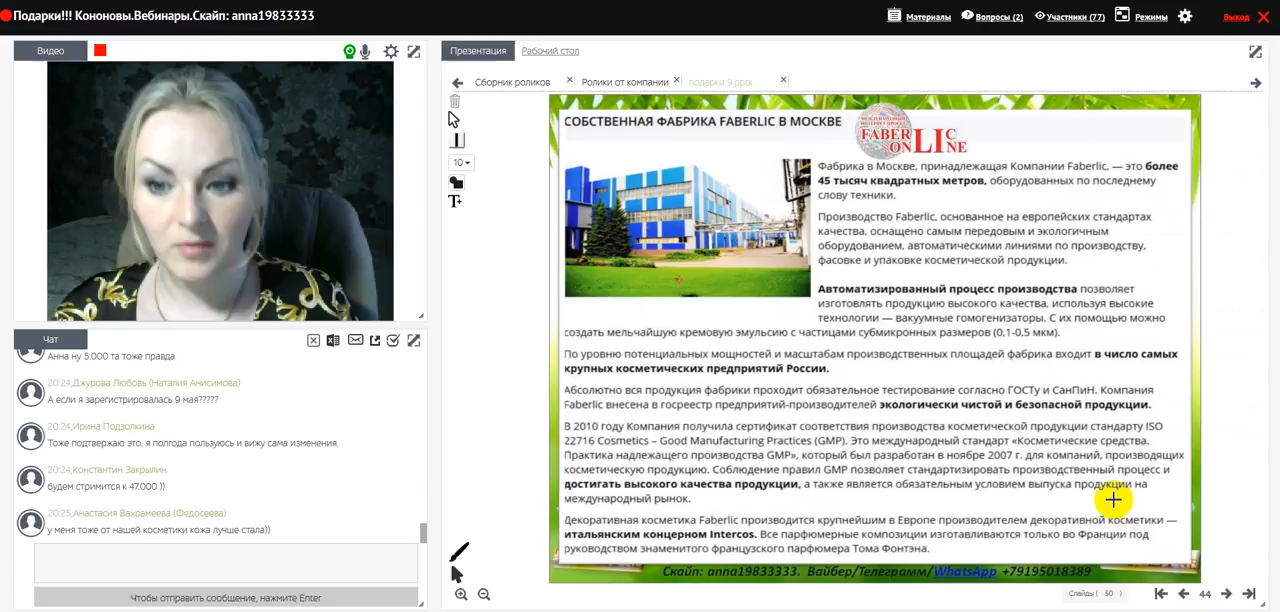 Подарки!!! Кононовы.Вебинары.Скайп: anna19833333
Материалы
Вопросы (2)
Участники (77)
Режимы
Выход
Видео
Чат
Анна ну 5.000 та тоже правда
20:24,Джурова Любовь (Наталия Анисимова)
А если я зарегистрировалась 9 мая?????
20:24,Ирина Подзолкина
Тоже подтверждаю это. я полгода пользуюсь и вижу сама изменения.
20:24,Константин Закрылин
будем стримится к 47.000 ))
20:25,Анастасия Вахрамеева (Федосеева)
у меня тоже от нашей косметики кожа лучше стала))
Чтобы отправить сообщение, нажмите Enter
Презентация
Рабочий стол
Сборник роликов
Ролики от компании
подарки 9.pptx
10
СОБСТВЕННАЯ ФАБРИКА FABERLIC В МОСКВЕ
FABERLIC
ONLINE
Фабрика в Москве, принадлежащая Компании Faberlic, — это более
45 тысяч квадратных метров, оборудованных по последнему
слову техники.
Производство Faberlic, основанное на европейских стандартах
качества, оснащено самым передовым и экологичным
оборудованием, автоматическими линиями по производству,
фасовке и упаковке косметической продукции.
Автоматизированный процесс производства позволяет
изготовлять продукцию высокого качества, используя высокие
технологии — вакуумные гомогенизаторы. С их помощью можно
создать мельчайшую кремовую эмульсию с частицами субмикронных размеров (0,1-0,5 мкм).
По уровню потенциальных мощностей и масштабам производственных площадей фабрика входит в число самых
крупных косметических предприятий России.
Абсолютно вся продукция фабрики проходит обязательное тестирование согласно ГОСТу и СанПиН. Компания
Faberlic внесена в госреестр предприятий-производителей экологически чистой и безопасной продукции.
В 2010 году Компания получила сертификат соответствия производства косметической продукции стандарту ISO
22716 Cosmetics – Good Manufacturing Practices (GMP). Это международный стандарт «Косметические средства.
Практика надлежащего производства GMP», который был разработан в ноябре 2007 г. для компаний, производящих
косметическую продукцию. Соблюдение правил GMP позволяет стандартизировать производственный процесс и
достигать высокого качества продукции, а также является обязательным условием выпуска продукции на
международный рынок.
Декоративная косметика Faberlic производится крупнейшим в Европе производителем декоративной косметики —
итальянским концерном Intercos. Все парфюмерные композиции изготавливаются только во Франции под
руководством знаменитого французского парфюмера Тома Фонтэна.
Скайп: anna19833333. Вайбер/Телеграмм/WhatsApp +79195018389
Слайды ( 50 )
44